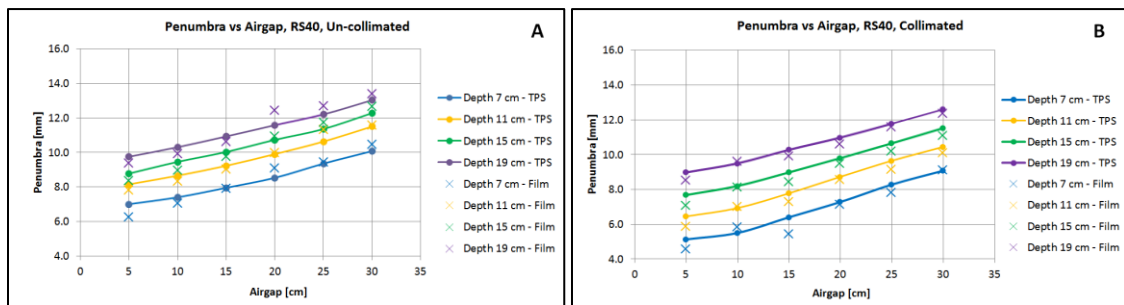 Penumbra vs Airgap, RS40, Un-collimated
A
Penumbra [mm]
16.0
14.0
12.0
10.0
8.0
6.0
4.0
0
5
10
15
20
25
30
35
Airgap [cm]
Depth 7 cm - TPS
Depth 11 cm - TPS
Depth 15 cm - TPS
Depth 19 cm - TPS
Depth 7 cm - Film
Depth 11 cm - Film
Depth 15 cm - Film
Depth 19 cm - Film
Penumbra vs Airgap, RS40, Collimated
B
Penumbra [mm]
16.0
14.0
12.0
10.0
8.0
6.0
4.0
0
5
10
15
20
25
30
35
Airgap [cm]
Depth 7 cm - TPS
Depth 11 cm - TPS
Depth 15 cm - TPS
Depth 19 cm - TPS
Depth 7 cm - Film
Depth 11 cm - Film
Depth 15 cm - Film
Depth 19 cm - Film